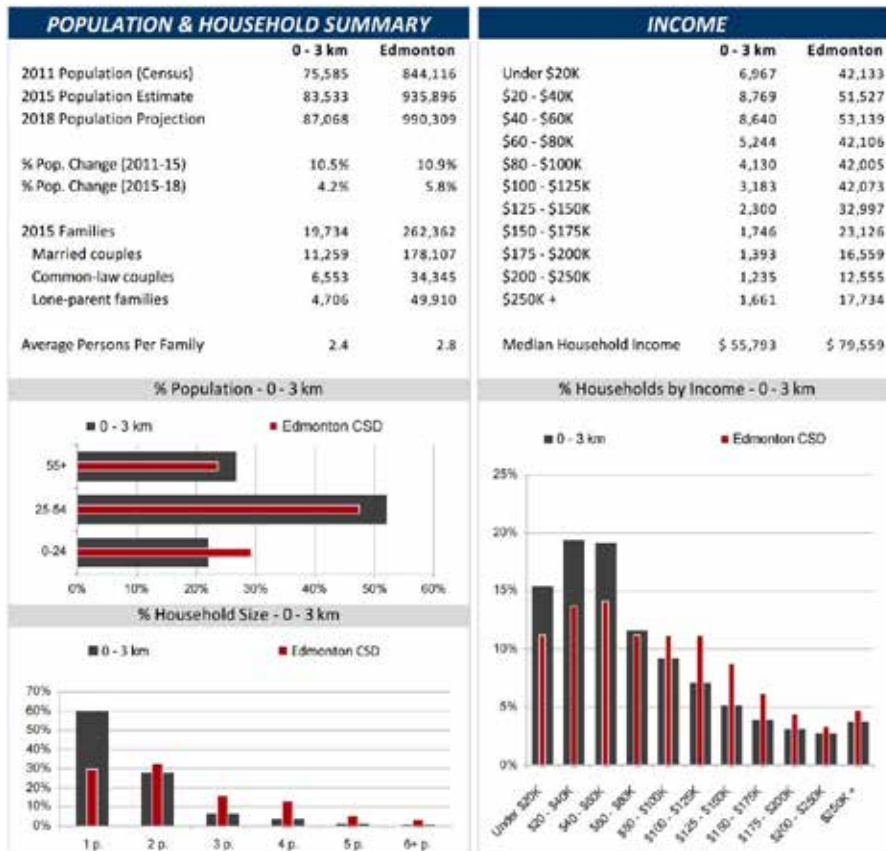 POPULATION & HOUSEHOLD SUMMARY
0 - 3 km Edmonton
2011 Population (Census) 75,585 844,116
2015 Population Estimate 83,533 935,896
2018 Population Projection 87,068 990,309
% Pop. Change (2011-15) 10.5% 10.9%
% Pop. Change (2015-18) 4.2% 5.8%
2015 Families 19,734 262,362
Married couples 11,259 178,107
Common-law couples 6,553 34,345
Lone-parent families 4,706 49,910
Average Persons Per Family 2.4 2.8
% Population - 0 - 3 km
0 - 3 km Edmonton CSD
55+
25-54
0-24
0% 10% 20% 30% 40% 50% 60%
% Household Size - 0 - 3 km
0 - 3 km Edmonton CSD
70%
60%
50%
40%
30%
20%
10%
0%
1 p. 2 p. 3 p. 4 p. 5 p. 6+ p.
INCOME
0 - 3 km Edmonton
Under $20K 6,967 42,133
$20 - $40K 8,769 51,527
$40 - $60K 8,640 53,139
$60 - $80K 5,244 42,106
$80 - $100K 4,130 42,005
$100 - $125K 3,183 42,073
$125 - $150K 2,300 32,997
$150 - $175K 1,746 23,126
$175 - $200K 1,393 16,559
$200 - $250K 1,235 12,555
$250K + 1,661 17,734
Median Household Income $ 55,793 $ 79,559
% Households by Income - 0 - 3 km
0 - 3 km Edmonton CSD
25%
20%
15%
10%
5%
0%
Under $20K $20 - $40K $40 - $60K $60 - $80K $80 - $100K $100 - $125K $125 - $150K $150 - $175K $175 - $200K $200 - $250K $250K +